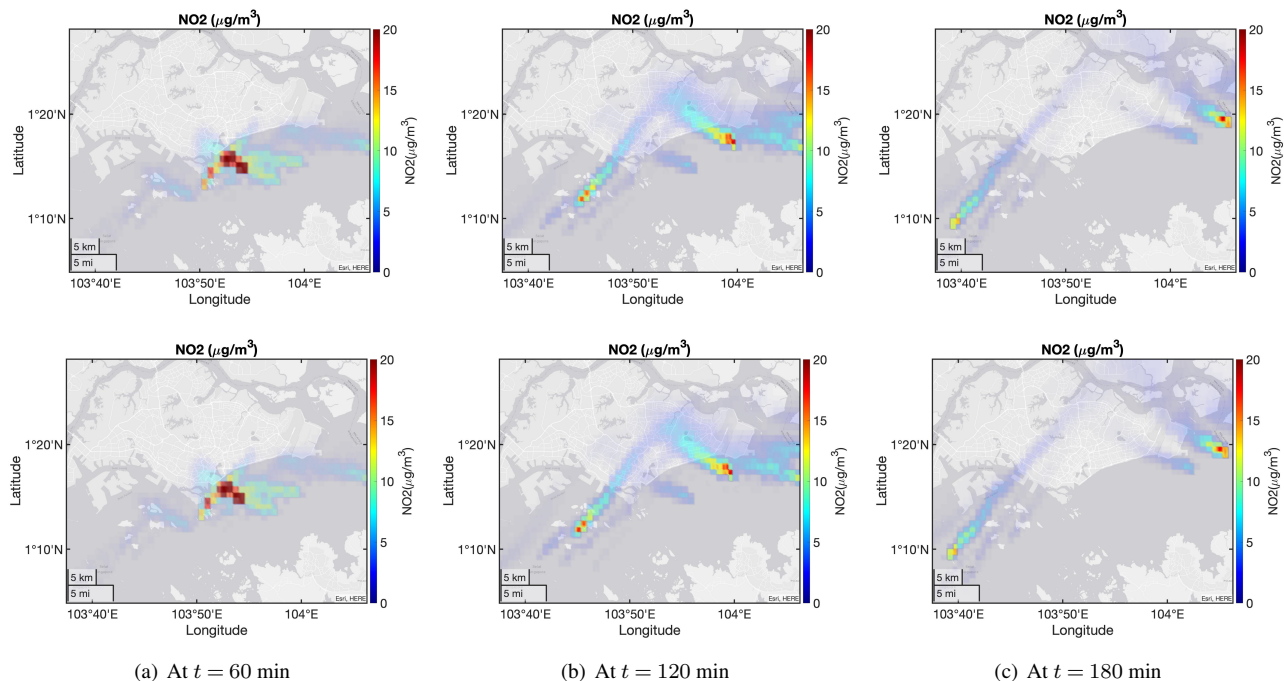 NO2 (μg/m³)
20
15
10
5
0
NO2(μg/m³)
1°20'N
1°10'N
Latitude
5 km
5 mi
Esri, HERE
103°40'E
103°50'E
104°E
Longitude
NO2 (μg/m³)
20
15
10
5
0
NO2(μg/m³)
1°20'N
1°10'N
Latitude
5 km
5 mi
Esri, HERE
103°40'E
103°50'E
104°E
Longitude
NO2 (μg/m³)
20
15
10
5
0
NO2(μg/m³)
1°20'N
1°10'N
Latitude
5 km
5 mi
Esri, HERE
103°40'E
103°50'E
104°E
Longitude
NO2 (μg/m³)
20
15
10
5
0
NO2(μg/m³)
1°20'N
1°10'N
Latitude
5 km
5 mi
Esri, HERE
103°40'E
103°50'E
104°E
Longitude
NO2 (μg/m³)
20
15
10
5
0
NO2(μg/m³)
1°20'N
1°10'N
Latitude
5 km
5 mi
Esri, HERE
103°40'E
103°50'E
104°E
Longitude
NO2 (μg/m³)
20
15
10
5
0
NO2(μg/m³)
1°20'N
1°10'N
Latitude
5 km
5 mi
Esri, HERE
103°40'E
103°50'E
104°E
Longitude
(a) At t = 60 min
(b) At t = 120 min
(c) At t = 180 min